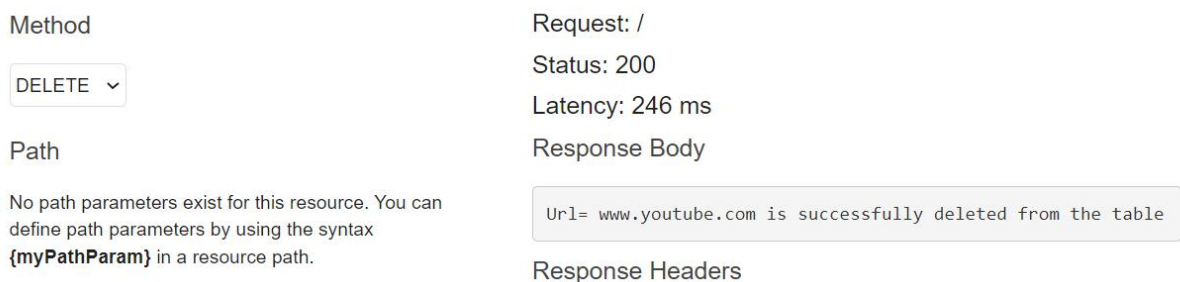 Method
DELETE
Path
No path parameters exist for this resource. You can
define path parameters by using the syntax
{myPathParam} in a resource path.
Request: /
Status: 200
Latency: 246 ms
Response Body
Url= www.youtube.com is successfully deleted from the table
Response Headers